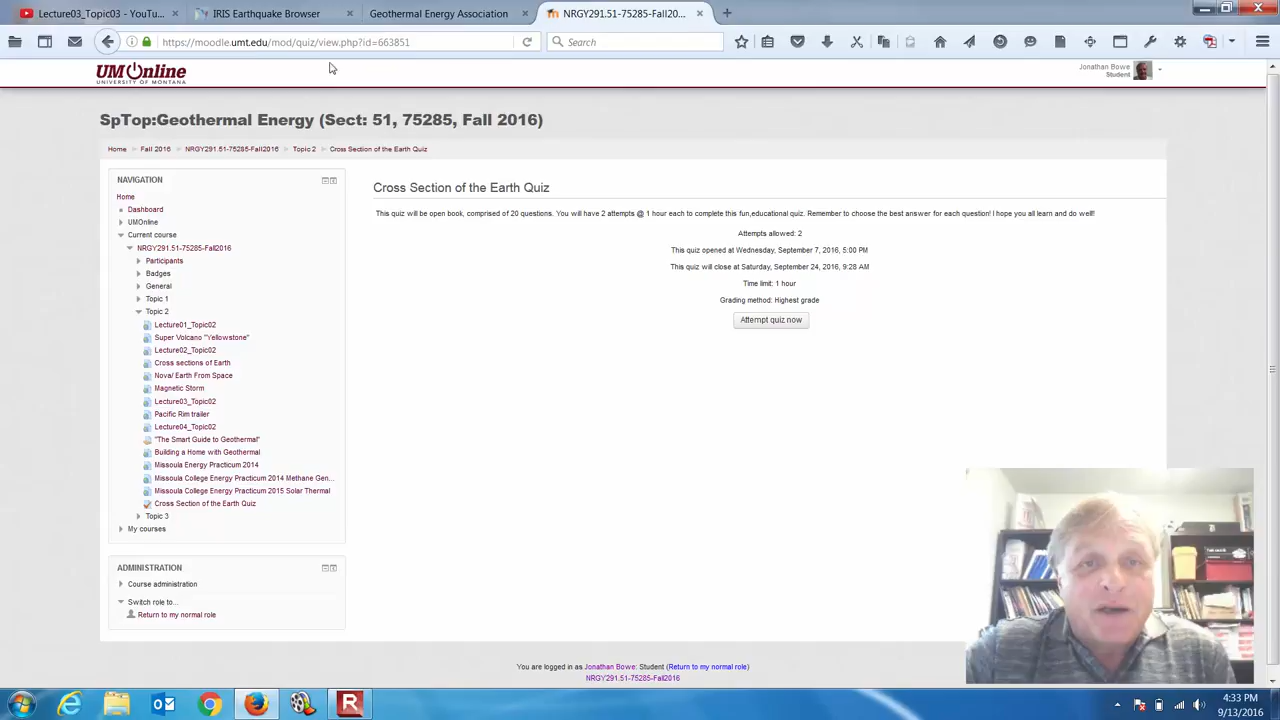 Lecture03_Topic03 - You...
IRIS Earthquake Browser
Geothermal Energy Association
NRGY291.51-75285-Fall20...
https://moodle.umt.edu/mod/quiz/view.php?id=663851
Search
UMOnline
UNIVERSITY OF MONTANA
Jonathan Bowe
Student
SpTop:Geothermal Energy (Sect: 51, 75285, Fall 2016)
Home Fall 2016 NRGY291.51-75285-Fall2016 Topic 2 Cross Section of the Earth Quiz
NAVIGATION
Home
Dashboard
UMOnline
Current course
NRGY291.51-75285-Fall2016
Participants
Badges
General
Topic 1
Topic 2
Lecture01_Topic02
Super Volcano "Yellowstone"
Lecture02_Topic02
Cross sections of Earth
Nova/ Earth From Space
Magnetic Storm
Lecture03_Topic02
Pacific Rim trailer
Lecture04_Topic02
"The Smart Guide to Geothermal"
Building a Home with Geothermal
Missoula Energy Practicum 2014
Missoula College Energy Practicum 2014 Methane Gen...
Missoula College Energy Practicum 2015 Solar Thermal
Cross Section of the Earth Quiz
Topic 3
My courses
ADMINISTRATION
Course administration
Switch role to...
Return to my normal role
Cross Section of the Earth Quiz
This quiz will be open book, comprised of 20 questions. You will have 2 attempts @ 1 hour each to complete this fun,educational quiz. Remember to choose the best answer for each question! I hope you all learn and do well!
Attempts allowed: 2
This quiz opened at Wednesday, September 7, 2016, 5:00 PM
This quiz will close at Saturday, September 24, 2016, 9:28 AM
Time limit: 1 hour
Grading method: Highest grade
Attempt quiz now
You are logged in as Jonathan Bowe: Student (Return to my normal role)
NRGY291.51-75285-Fall2016
4:33 PM
9/13/2016